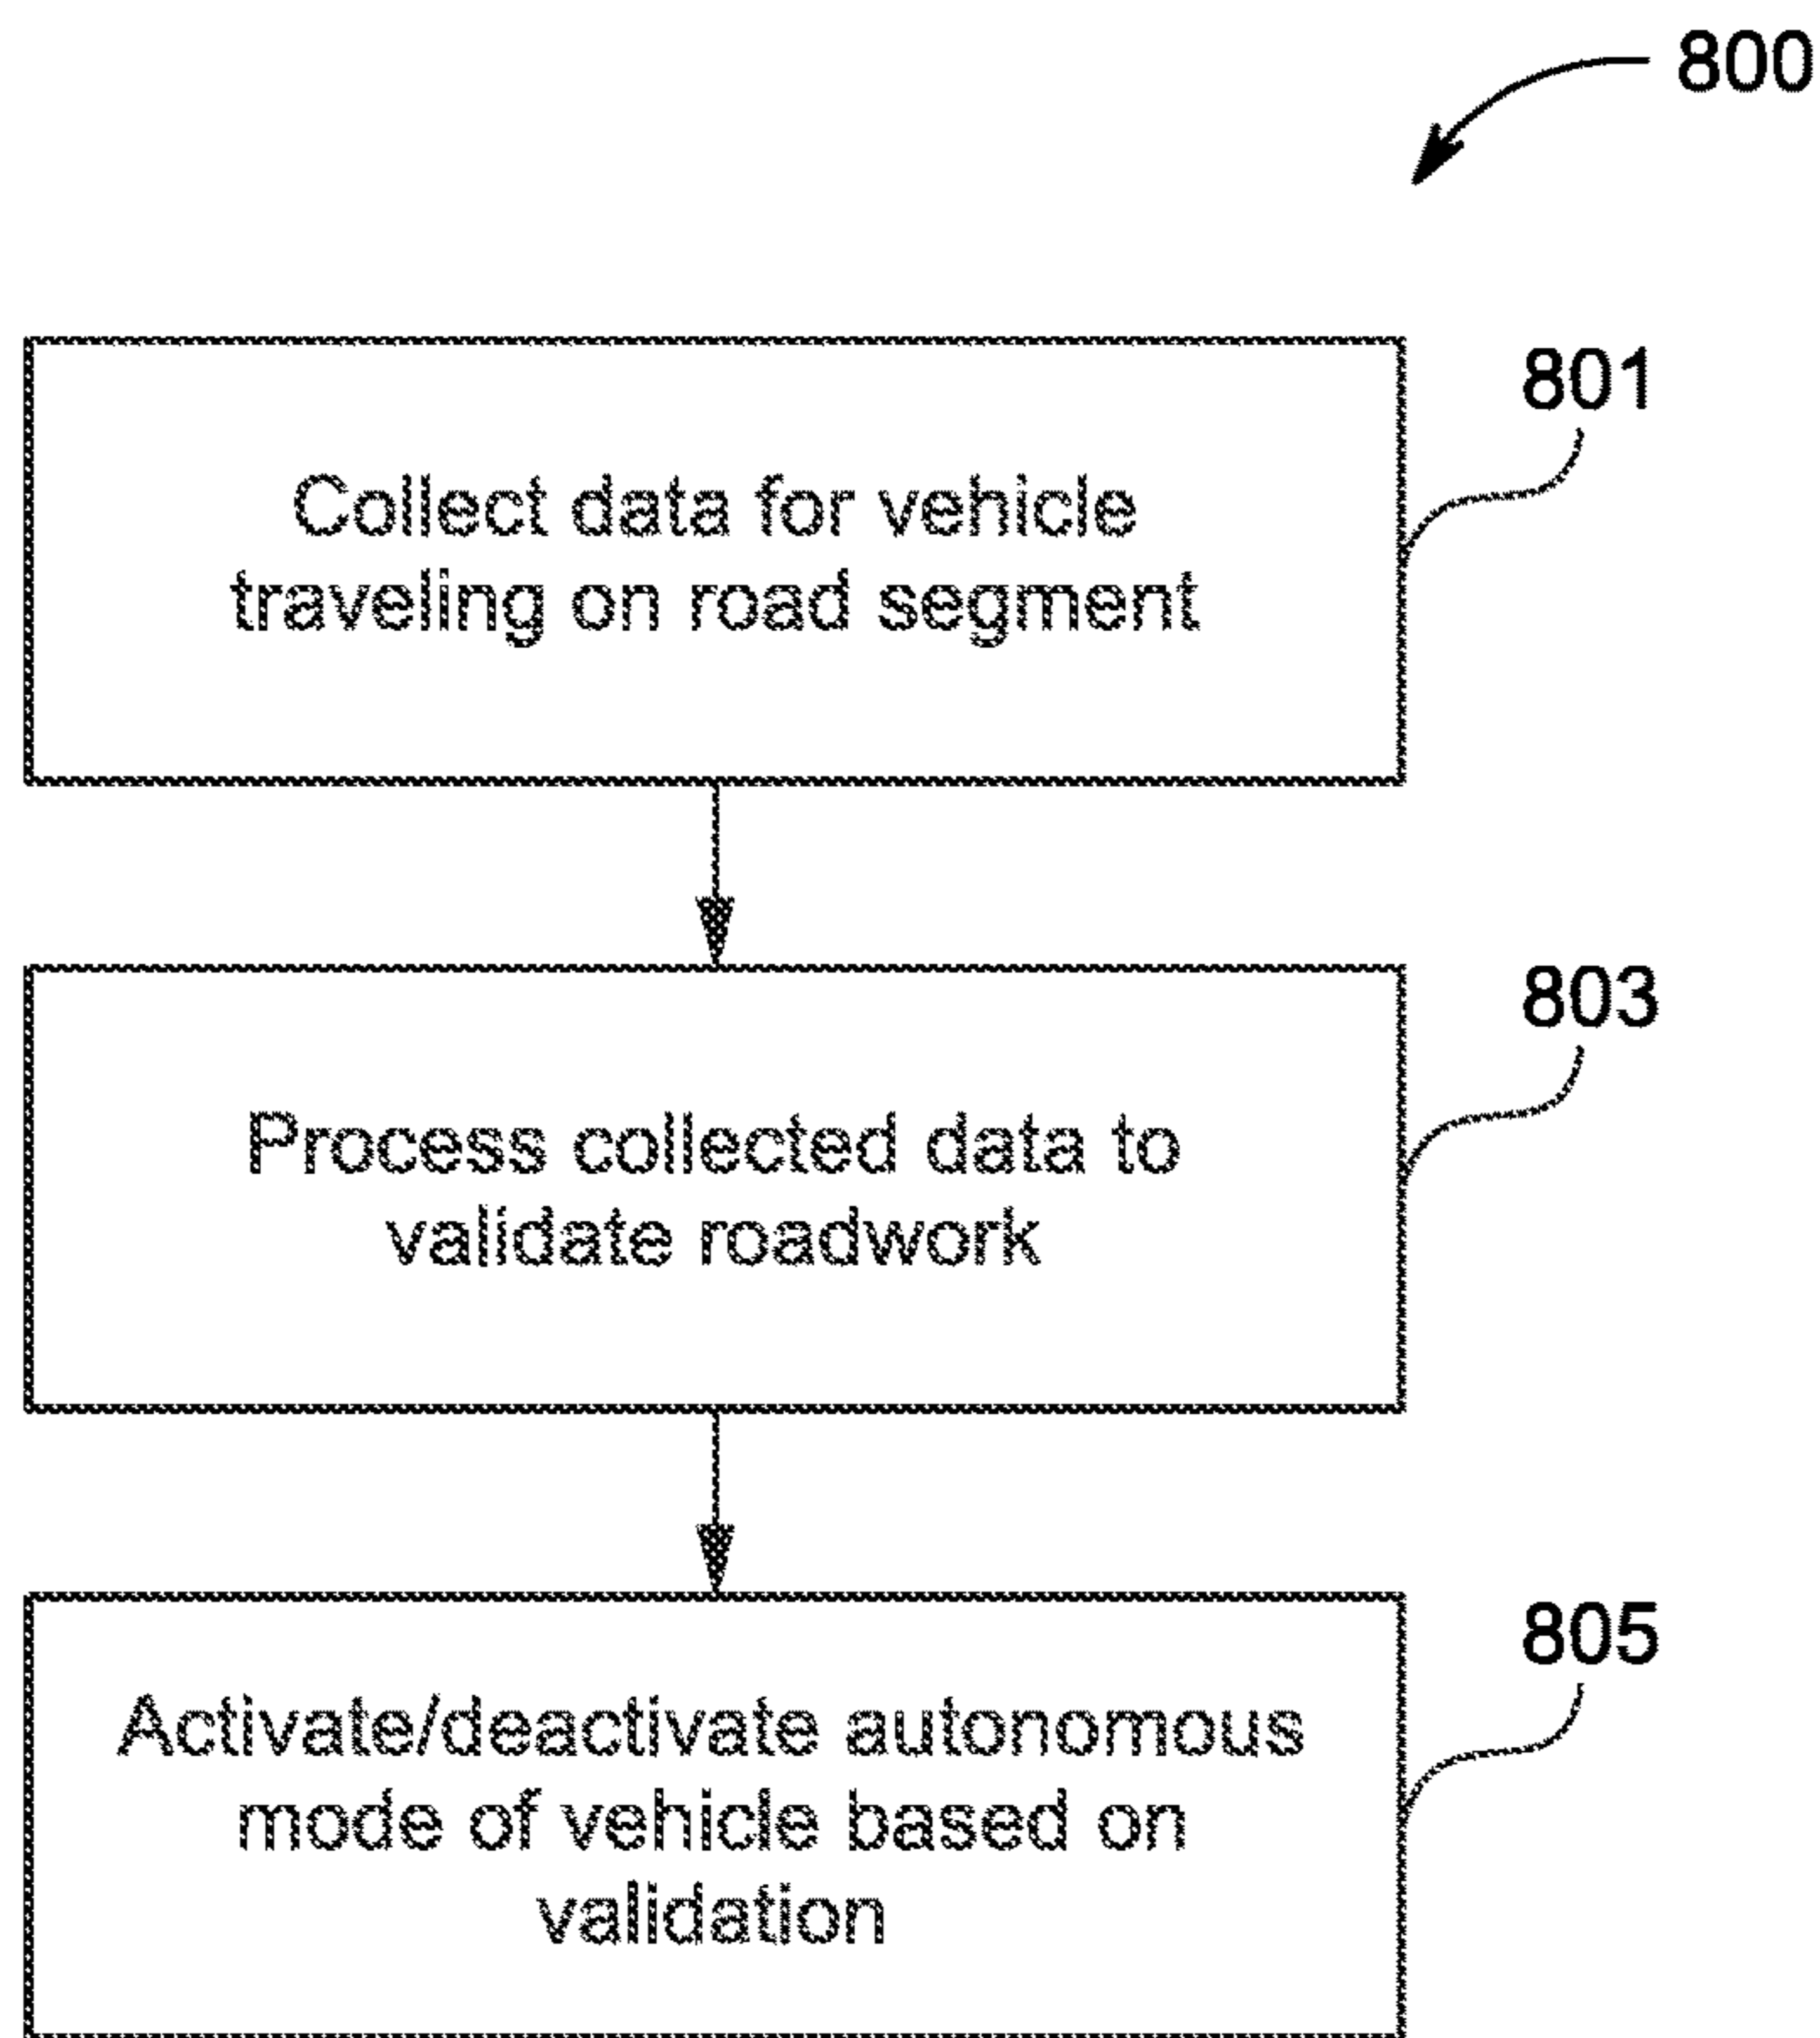 800
801
Collect data for vehicle
traveling on road segment
803
Process collected data to
validate roadwork
805
Activate/deactivate autonomous
mode of vehicle based on
validation